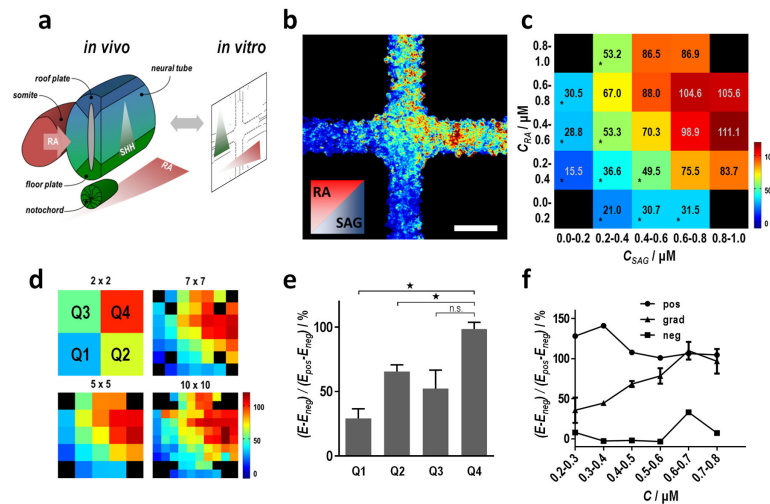 a
in vivo
in vitro
roof plate
neural tube
somite
RA
SHH
RA
floor plate
notochord
b
RA
SAG
c
C_RA / µM
0.8-1.0
53.2
*
86.5
86.9
0.6-0.8
30.5
*
67.0
88.0
104.6
105.6
0.4-0.6
28.8
*
53.3
*
70.3
98.9
111.1
0.2-0.4
15.5
*
36.6
*
49.5
*
75.5
83.7
0.0-0.2
21.0
*
30.7
*
31.5
*
0.0-0.2 0.2-0.4 0.4-0.6 0.6-0.8 0.8-1.0
C_SAG / µM
100
50
0
d
2 x 2
7 x 7
Q3 Q4
Q1 Q2
5 x 5
10 x 10
100
50
0
e
(E-E_neg) / (E_pos-E_neg) / %
★
★
n.s.
100
50
0
Q1 Q2 Q3 Q4
f
pos
grad
neg
(E-E_neg) / (E_pos-E_neg) / %
150
100
50
0
0.2-0.3 0.3-0.4 0.4-0.5 0.5-0.6 0.6-0.7 0.7-0.8
C / µM